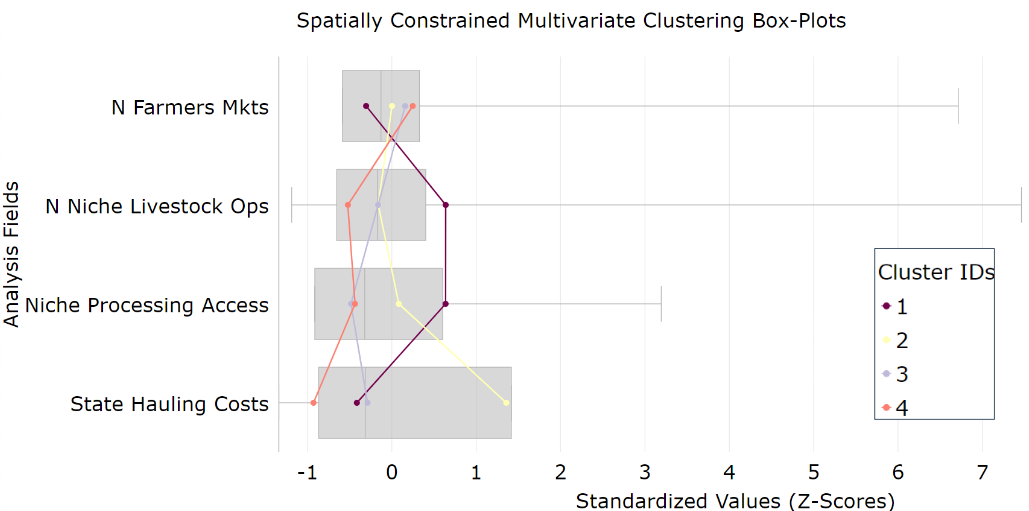 Spatially Constrained Multivariate Clustering Box-Plots
Analysis Fields
N Farmers Mkts
N Niche Livestock Ops
Niche Processing Access
State Hauling Costs
Cluster IDs
1
2
3
4
-1 0 1 2 3 4 5 6 7
Standardized Values (Z-Scores)